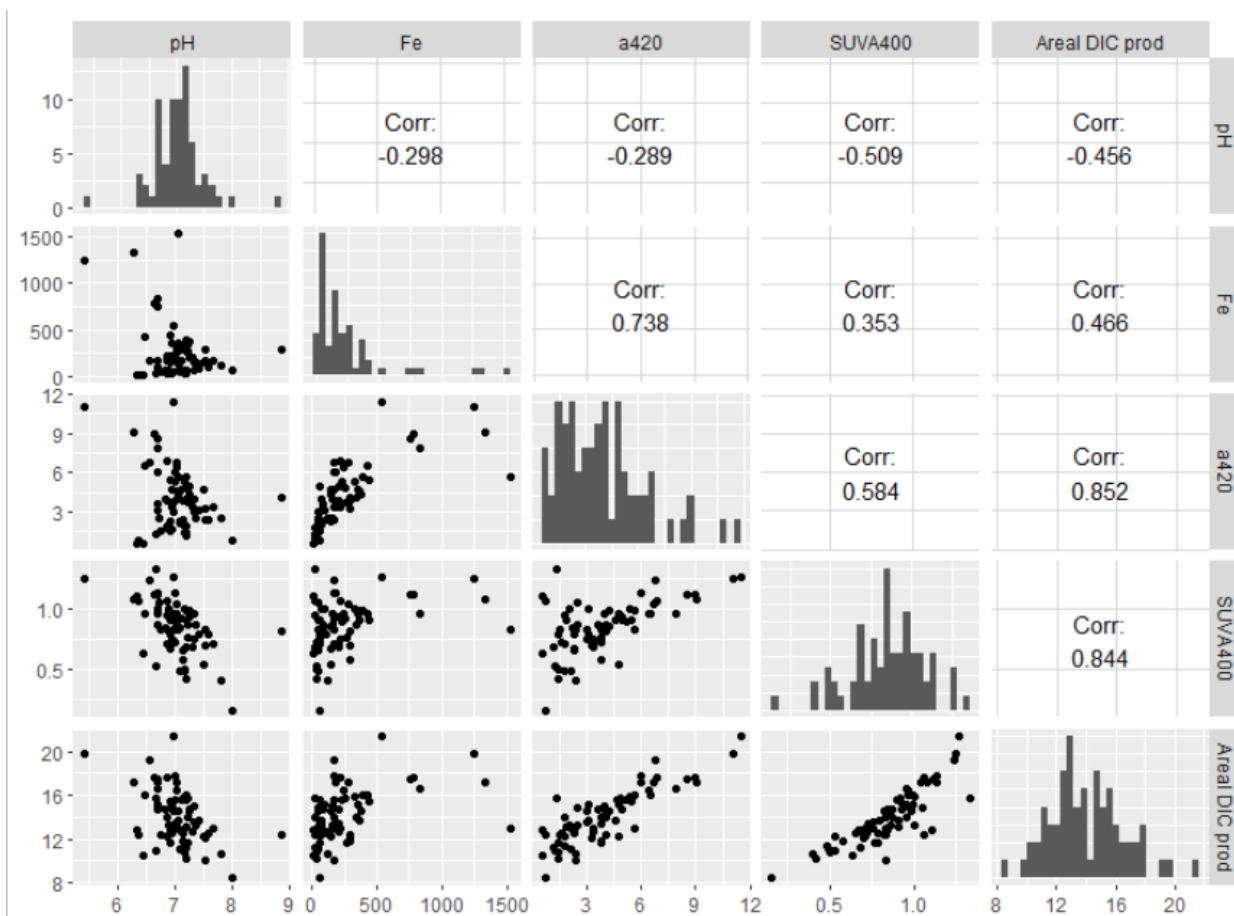 pH Fe a420 SUVA400 Areal DIC prod
10
5
0
Corr:
-0.298
Corr:
-0.289
Corr:
-0.509
Corr:
-0.456
pH
1500
1000
500
0
Corr:
0.738
Corr:
0.353
Corr:
0.466
Fe
12
9
6
3
Corr:
0.584
Corr:
0.852
a420
1.0
0.5
Corr:
0.844
SUVA400
20
16
12
8
Areal DIC prod
6 7 8 9 0 500 1000 1500 3 6 9 12 0.5 1.0 8 12 16 20